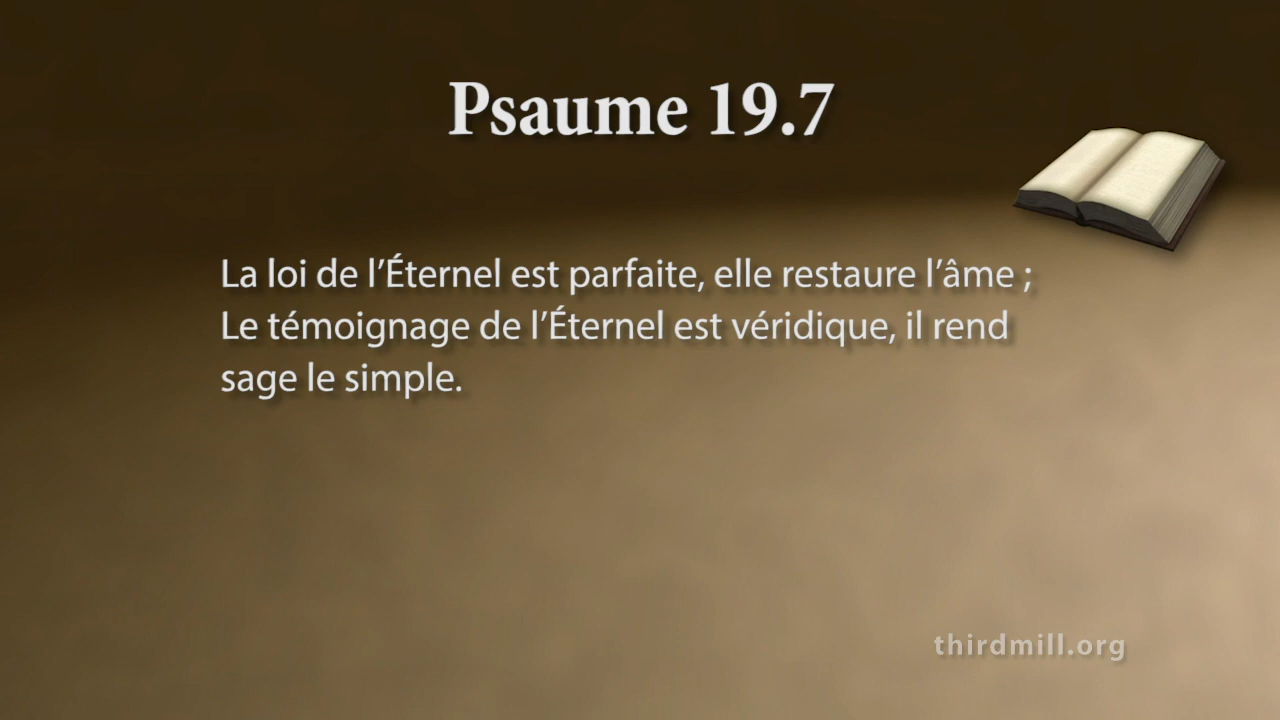 Psaume 19.7
La loi de l’Éternel est parfaite, elle restaure l’âme ;
Le témoignage de l’Éternel est véridique, il rend
sage le simple.
thirdmill.org